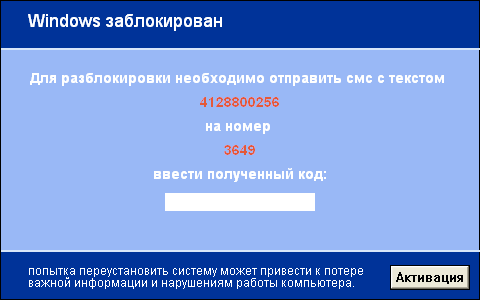 Windows заблокирован
Для разблокировки необходимо отправить смс с текстом
4128800256
на номер
3649
ввести полученный код:
попытка переустановить систему может привести к потере
важной информации и нарушениям работы компьютера.
Активация